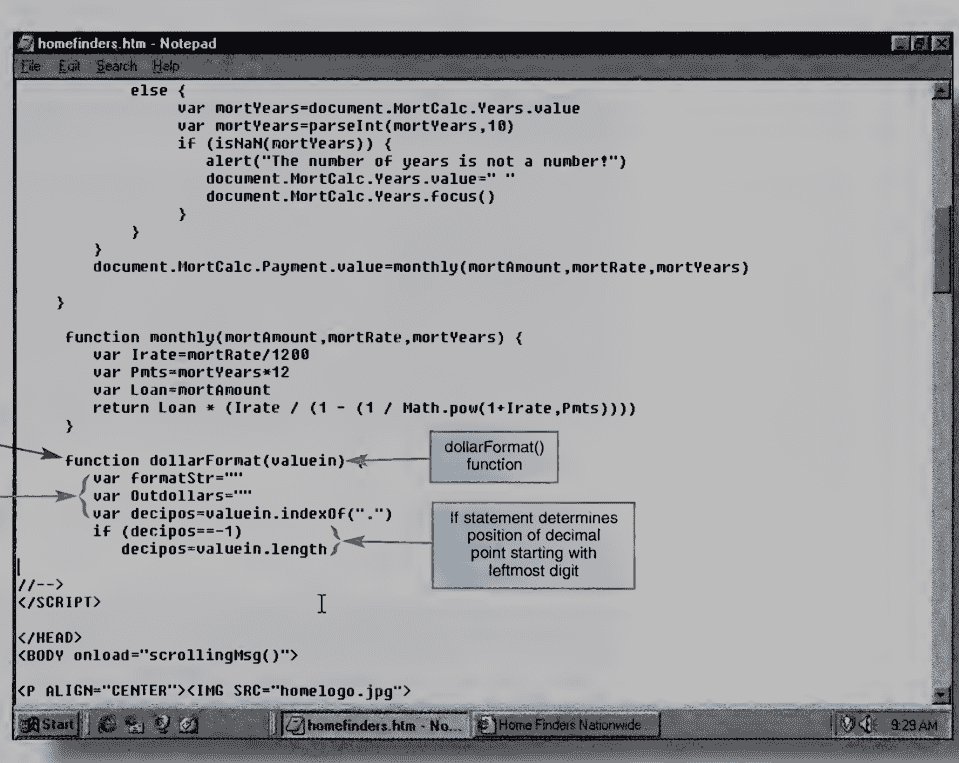 homefinders.htm - Notepad
File Edit Search Help
else {
var mortYears=document.MortCalc.Years.value
var mortYears=parseInt(mortYears,10)
if (isNaN(mortYears)) {
alert("The number of years is not a number!")
document.MortCalc.Years.value=" "
document.MortCalc.Years.focus()
}
}
}
document.MortCalc.Payment.value=monthly(mortAmount,mortRate,mortYears)
}
function monthly(mortAmount,mortRate,mortYears) {
var Irate=mortRate/1200
var Pmts=mortYears*12
var Loan=mortAmount
return Loan * (Irate / (1 - (1 / Math.pow(1+Irate,Pmts))))
}
function dollarFormat(valuein) {
var formatStr=""
var Outdollars=""
var decipos=valuein.indexOf(".")
if (decipos==-1)
decipos=valuein.length
dollarFormat()
function
If statement determines
position of decimal
point starting with
leftmost digit
//-->
</SCRIPT>
</HEAD>
<BODY onload="scrollingMsg()">
<P ALIGN="CENTER"><IMG SRC="homelogo.jpg">
Start
homefinders.htm - No...
Home Finders Nationwide
9:29 AM